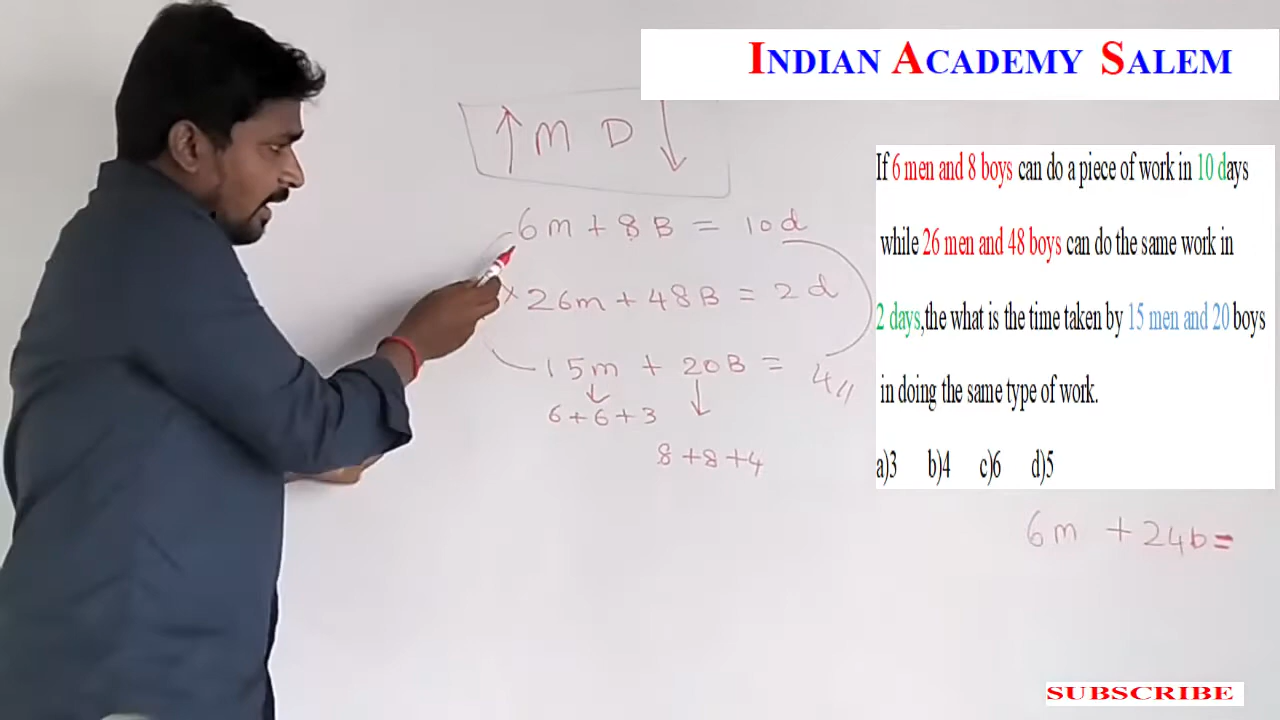 INDIAN ACADEMY SALEM
↑ M D ↓
6m + 8B = 10d
26m + 48B = 2d
15m + 20B = 4
6+6+3
8+8+4
If 6 men and 8 boys can do a piece of work in 10 days
while 26 men and 48 boys can do the same work in
2 days,the what is the time taken by 15 men and 20 boys
in doing the same type of work.
a)3 b)4 c)6 d)5
6m + 24b=
SUBSCRIBE